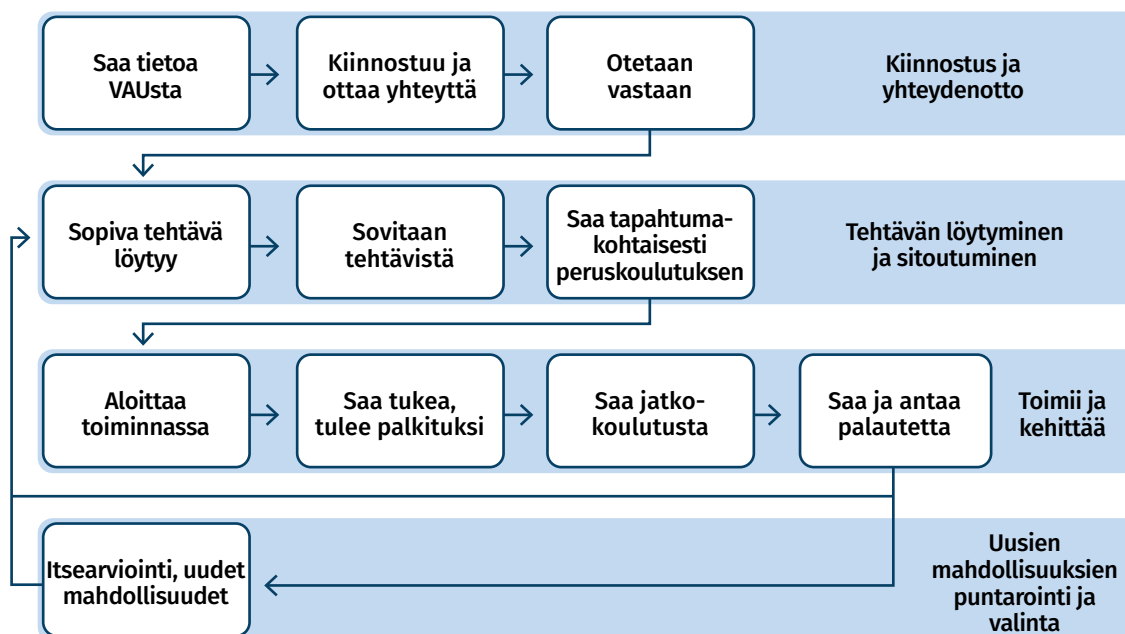 Saa tietoa
VAUsta
Kiinnostuu ja
ottaa yhteyttä
Otetaan
vastaan
Kiinnostus ja
yhteydenotto
Sopiva tehtävä
löytyy
Sovitaan
tehtävistä
Saa tapahtuma-
kohtaisesti
peruskoulutuksen
Tehtävän löytyminen
ja sitoutuminen
Aloittaa
toiminnassa
Saa tukea,
tulee palkituksi
Saa jatko-
koulutusta
Saa ja antaa
palautetta
Toimii ja
kehittää
Itsearviointi, uudet
mahdollisuudet
Uusien
mahdollisuuksien
puntarointi ja
valinta